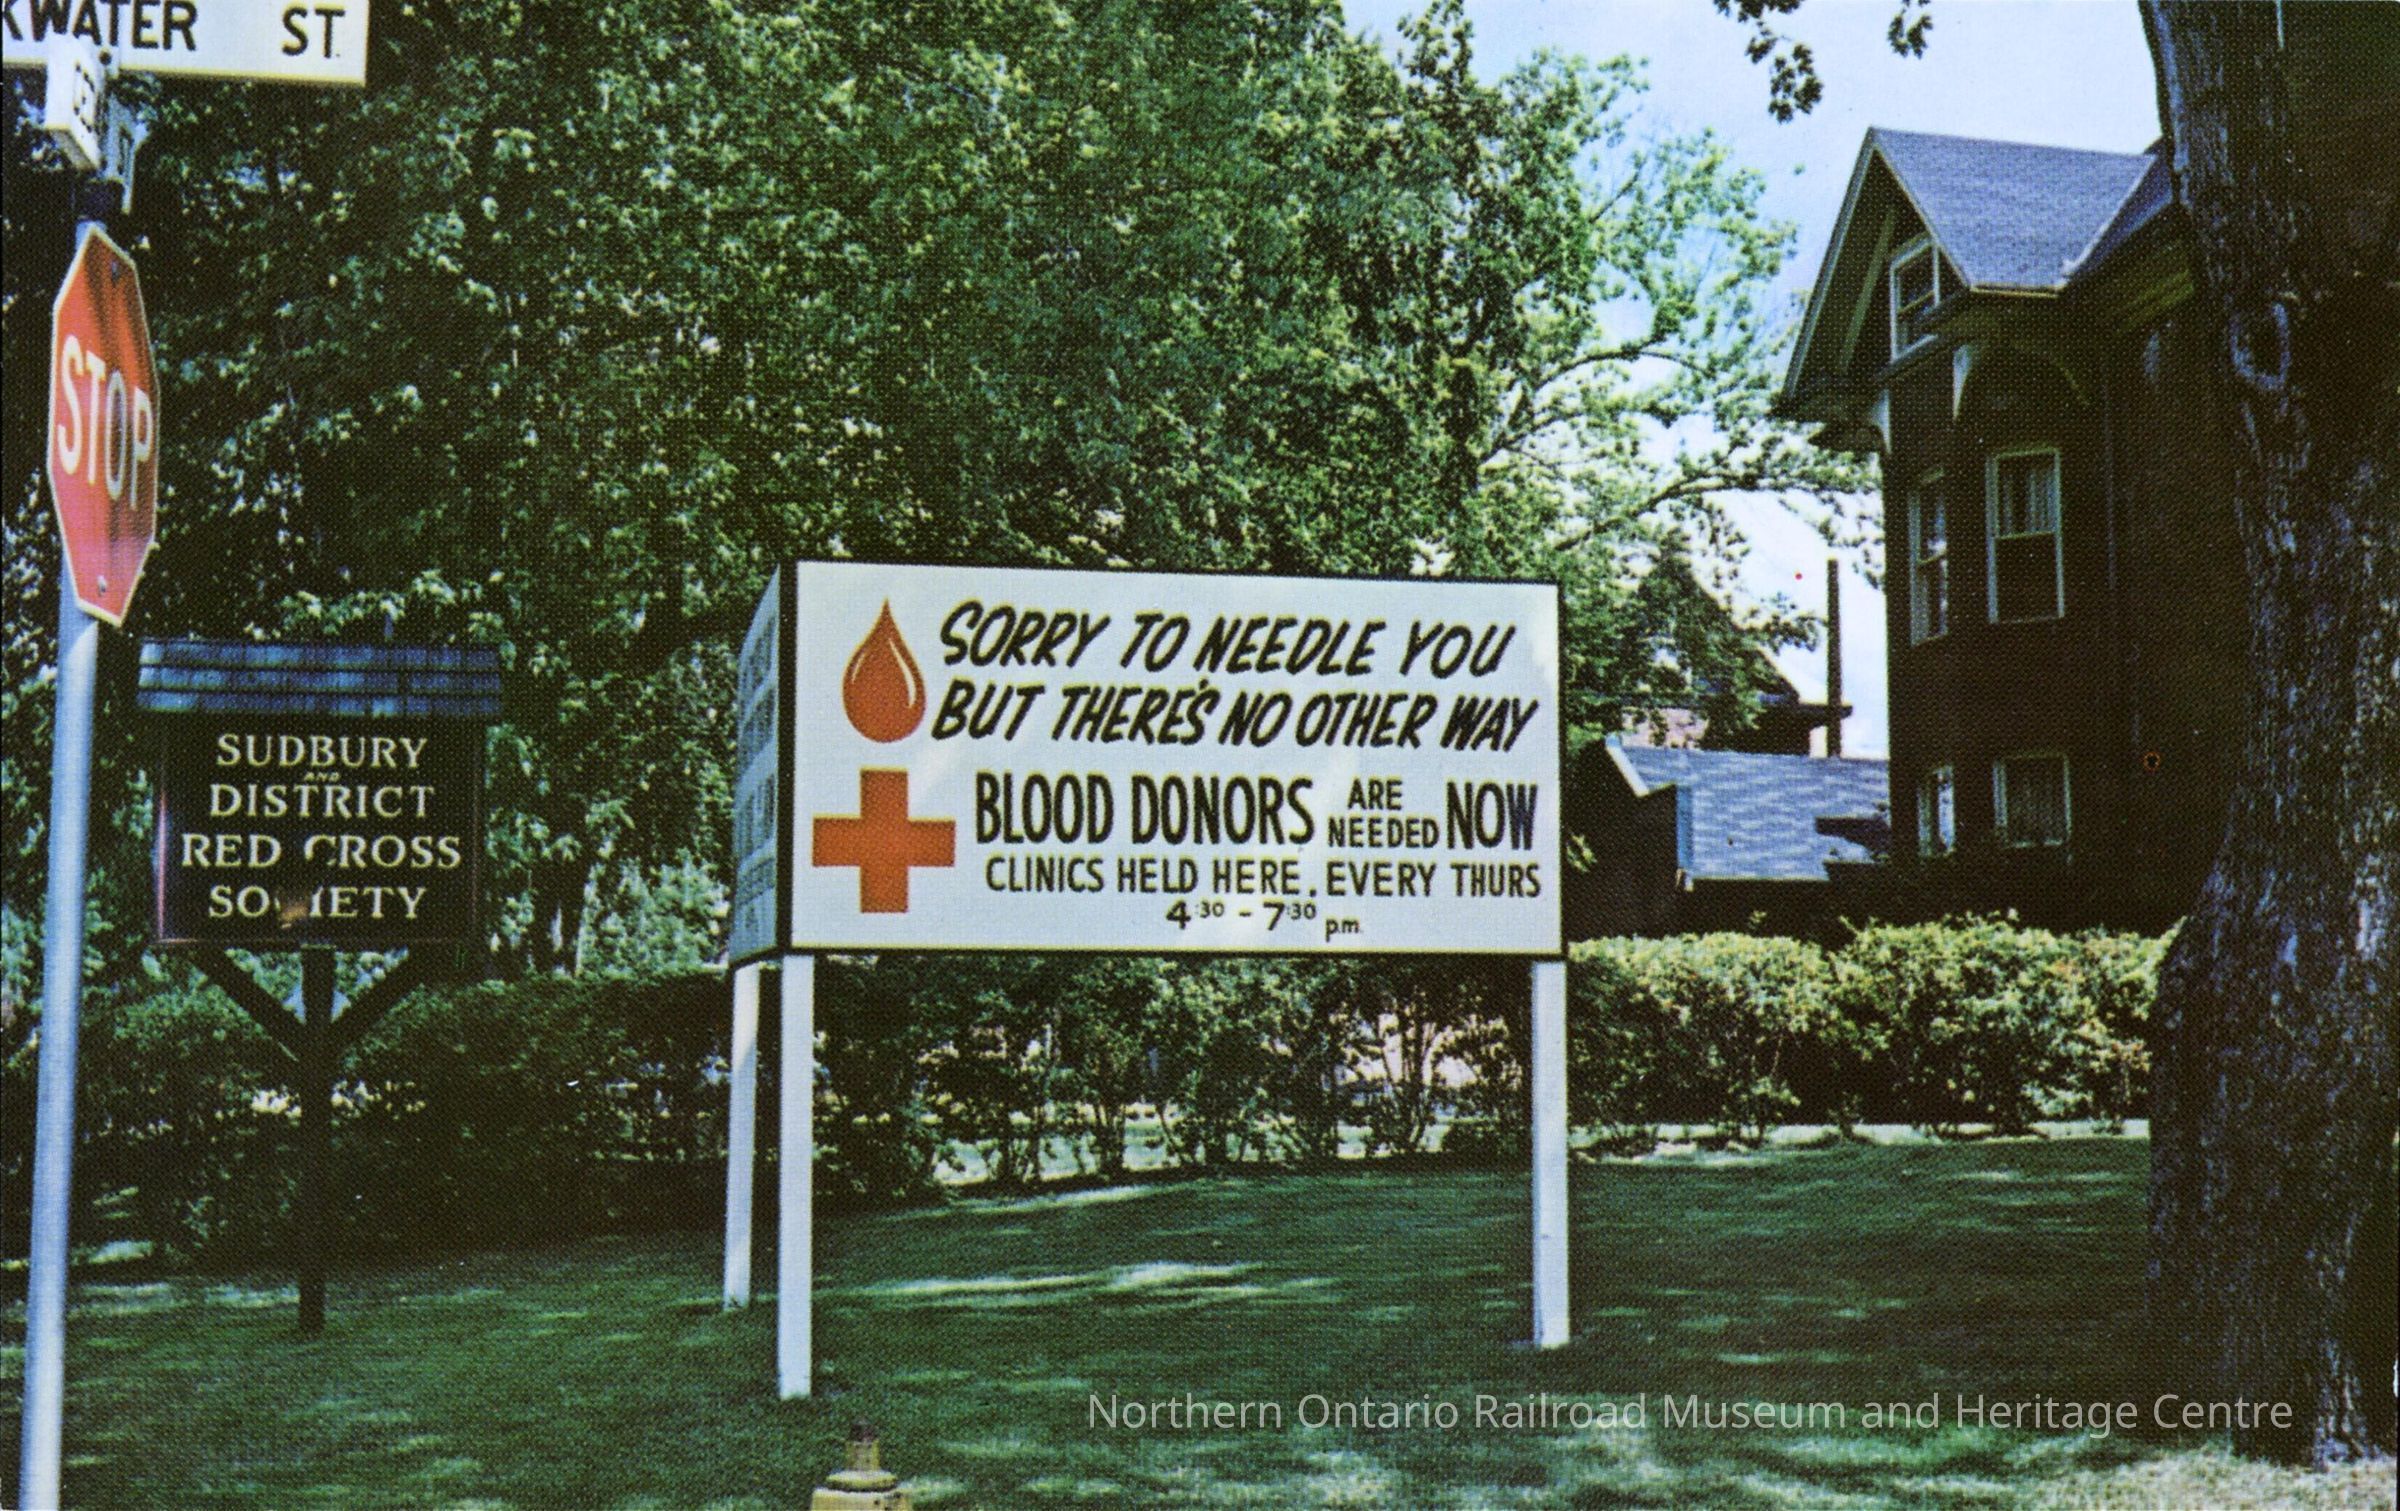 KWATER ST.
STOP
SUDBURY
AND
DISTRICT
RED CROSS
SOCIETY
SORRY TO NEEDLE YOU
BUT THERE'S NO OTHER WAY
BLOOD DONORS ARE NEEDED NOW
CLINICS HELD HERE. EVERY THURS
4:30 - 7:30 p.m.
Northern Ontario Railroad Museum and Heritage Centre